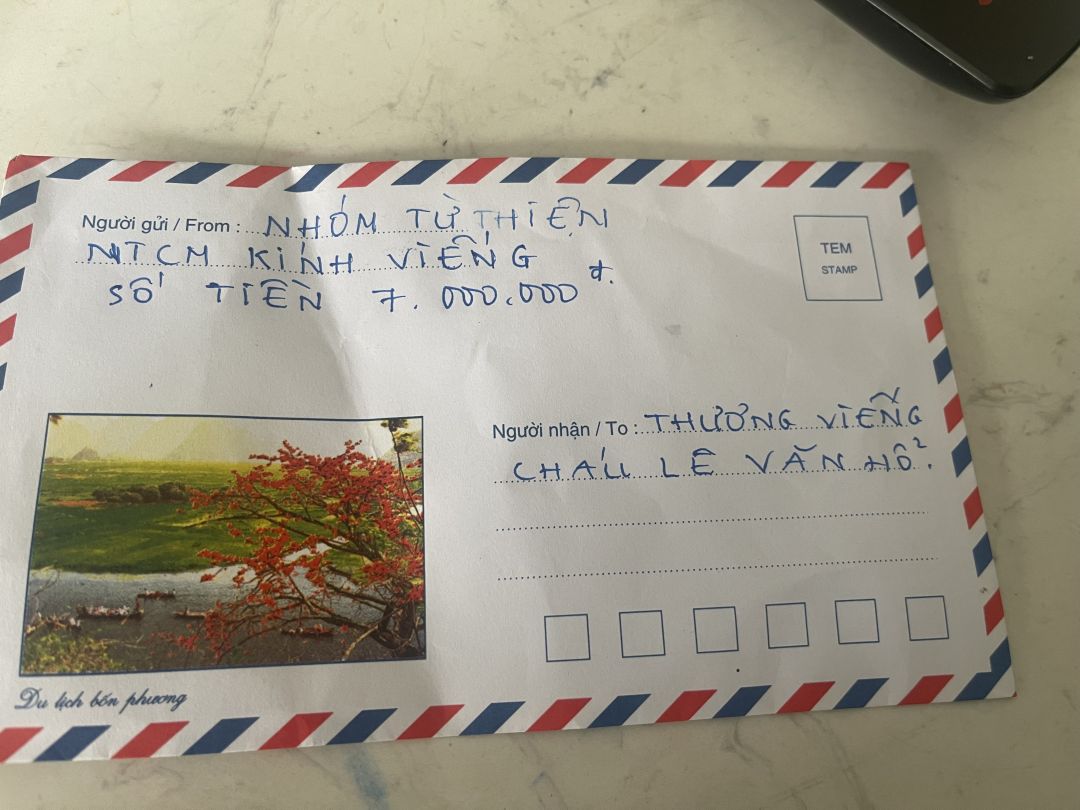 Người gửi / From : NHÓM TỪ THIỆN
NTCM KÍNH VIẾNG
SỐ TIỀN 7.000.000đ.
TEM
STAMP
Người nhận / To : THƯƠNG VIẾNG
CHÁU LÊ VĂN HỔ.
Du lịch bốn phương